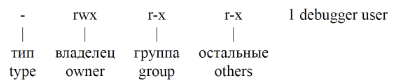 - rwx r-x r-x 1 debugger user
| | | |
тип владелец группа остальные
type owner group others